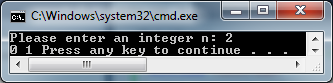 C:\Windows\system32\cmd.exe
Please enter an integer n: 2
0 1 Press any key to continue . . .